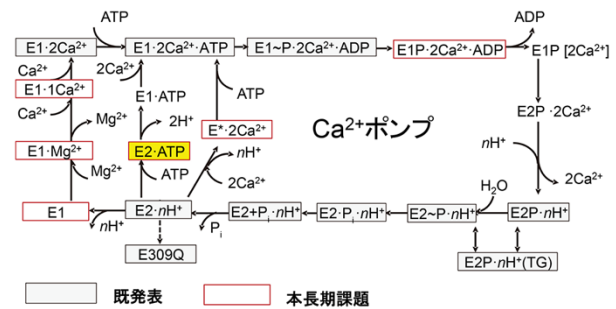 ATP
ADP
E1·2Ca²⁺
E1·2Ca²⁺·ATP
E1~P·2Ca²⁺·ADP
E1P·2Ca²⁺·ADP
E1P [2Ca²⁺]
Ca²⁺
2Ca²⁺
E1·1Ca²⁺
E1·ATP
ATP
E2P·2Ca²⁺
Ca²⁺
Mg²⁺
2H⁺
E*·2Ca²⁺
Ca²⁺ポンプ
E1·Mg²⁺
E2·ATP
nH⁺
nH⁺
Mg²⁺
ATP
2Ca²⁺
H₂O
2Ca²⁺
E1
E2·nH⁺
E2+Pᵢ·nH⁺
E2·Pᵢ·nH⁺
E2~P·nH⁺
E2P·nH⁺
nH⁺
Pᵢ
E309Q
E2P·nH⁺(TG)
既発表
本長期課題